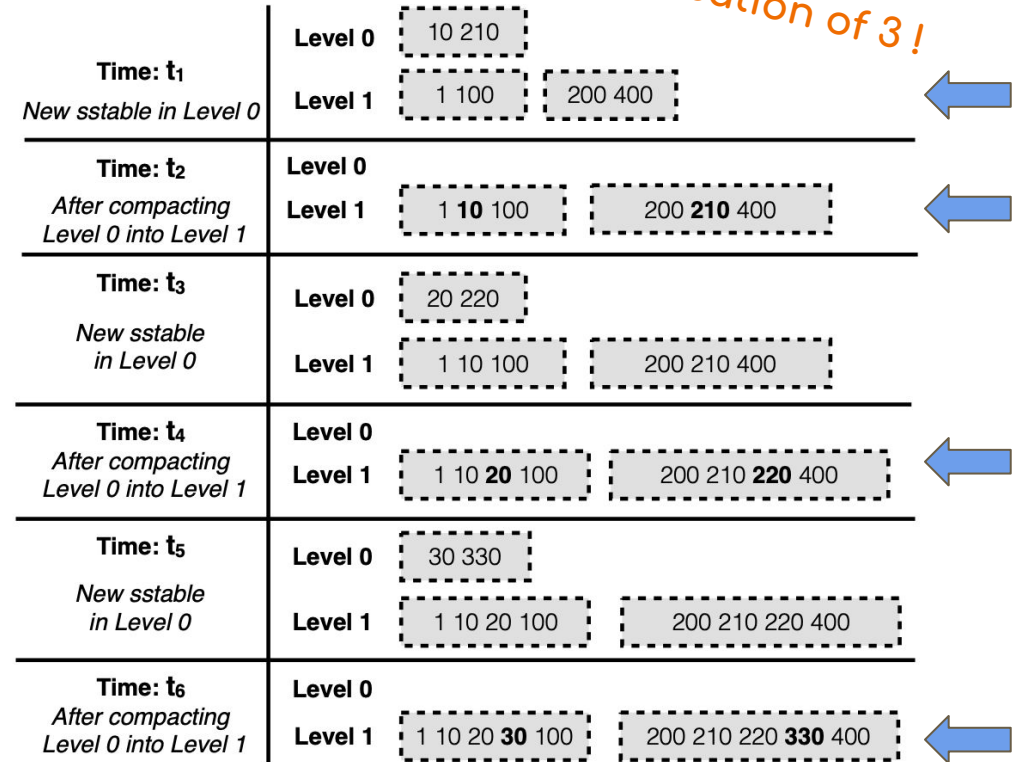 of 3 !
Time: t1
New sstable in Level 0
Level 0
10 210
Level 1
1 100
200 400
Time: t2
After compacting
Level 0 into Level 1
Level 0
Level 1
1 10 100
200 210 400
Time: t3
New sstable
in Level 0
Level 0
20 220
Level 1
1 10 100
200 210 400
Time: t4
After compacting
Level 0 into Level 1
Level 0
Level 1
1 10 20 100
200 210 220 400
Time: t5
New sstable
in Level 0
Level 0
30 330
Level 1
1 10 20 100
200 210 220 400
Time: t6
After compacting
Level 0 into Level 1
Level 0
Level 1
1 10 20 30 100
200 210 220 330 400